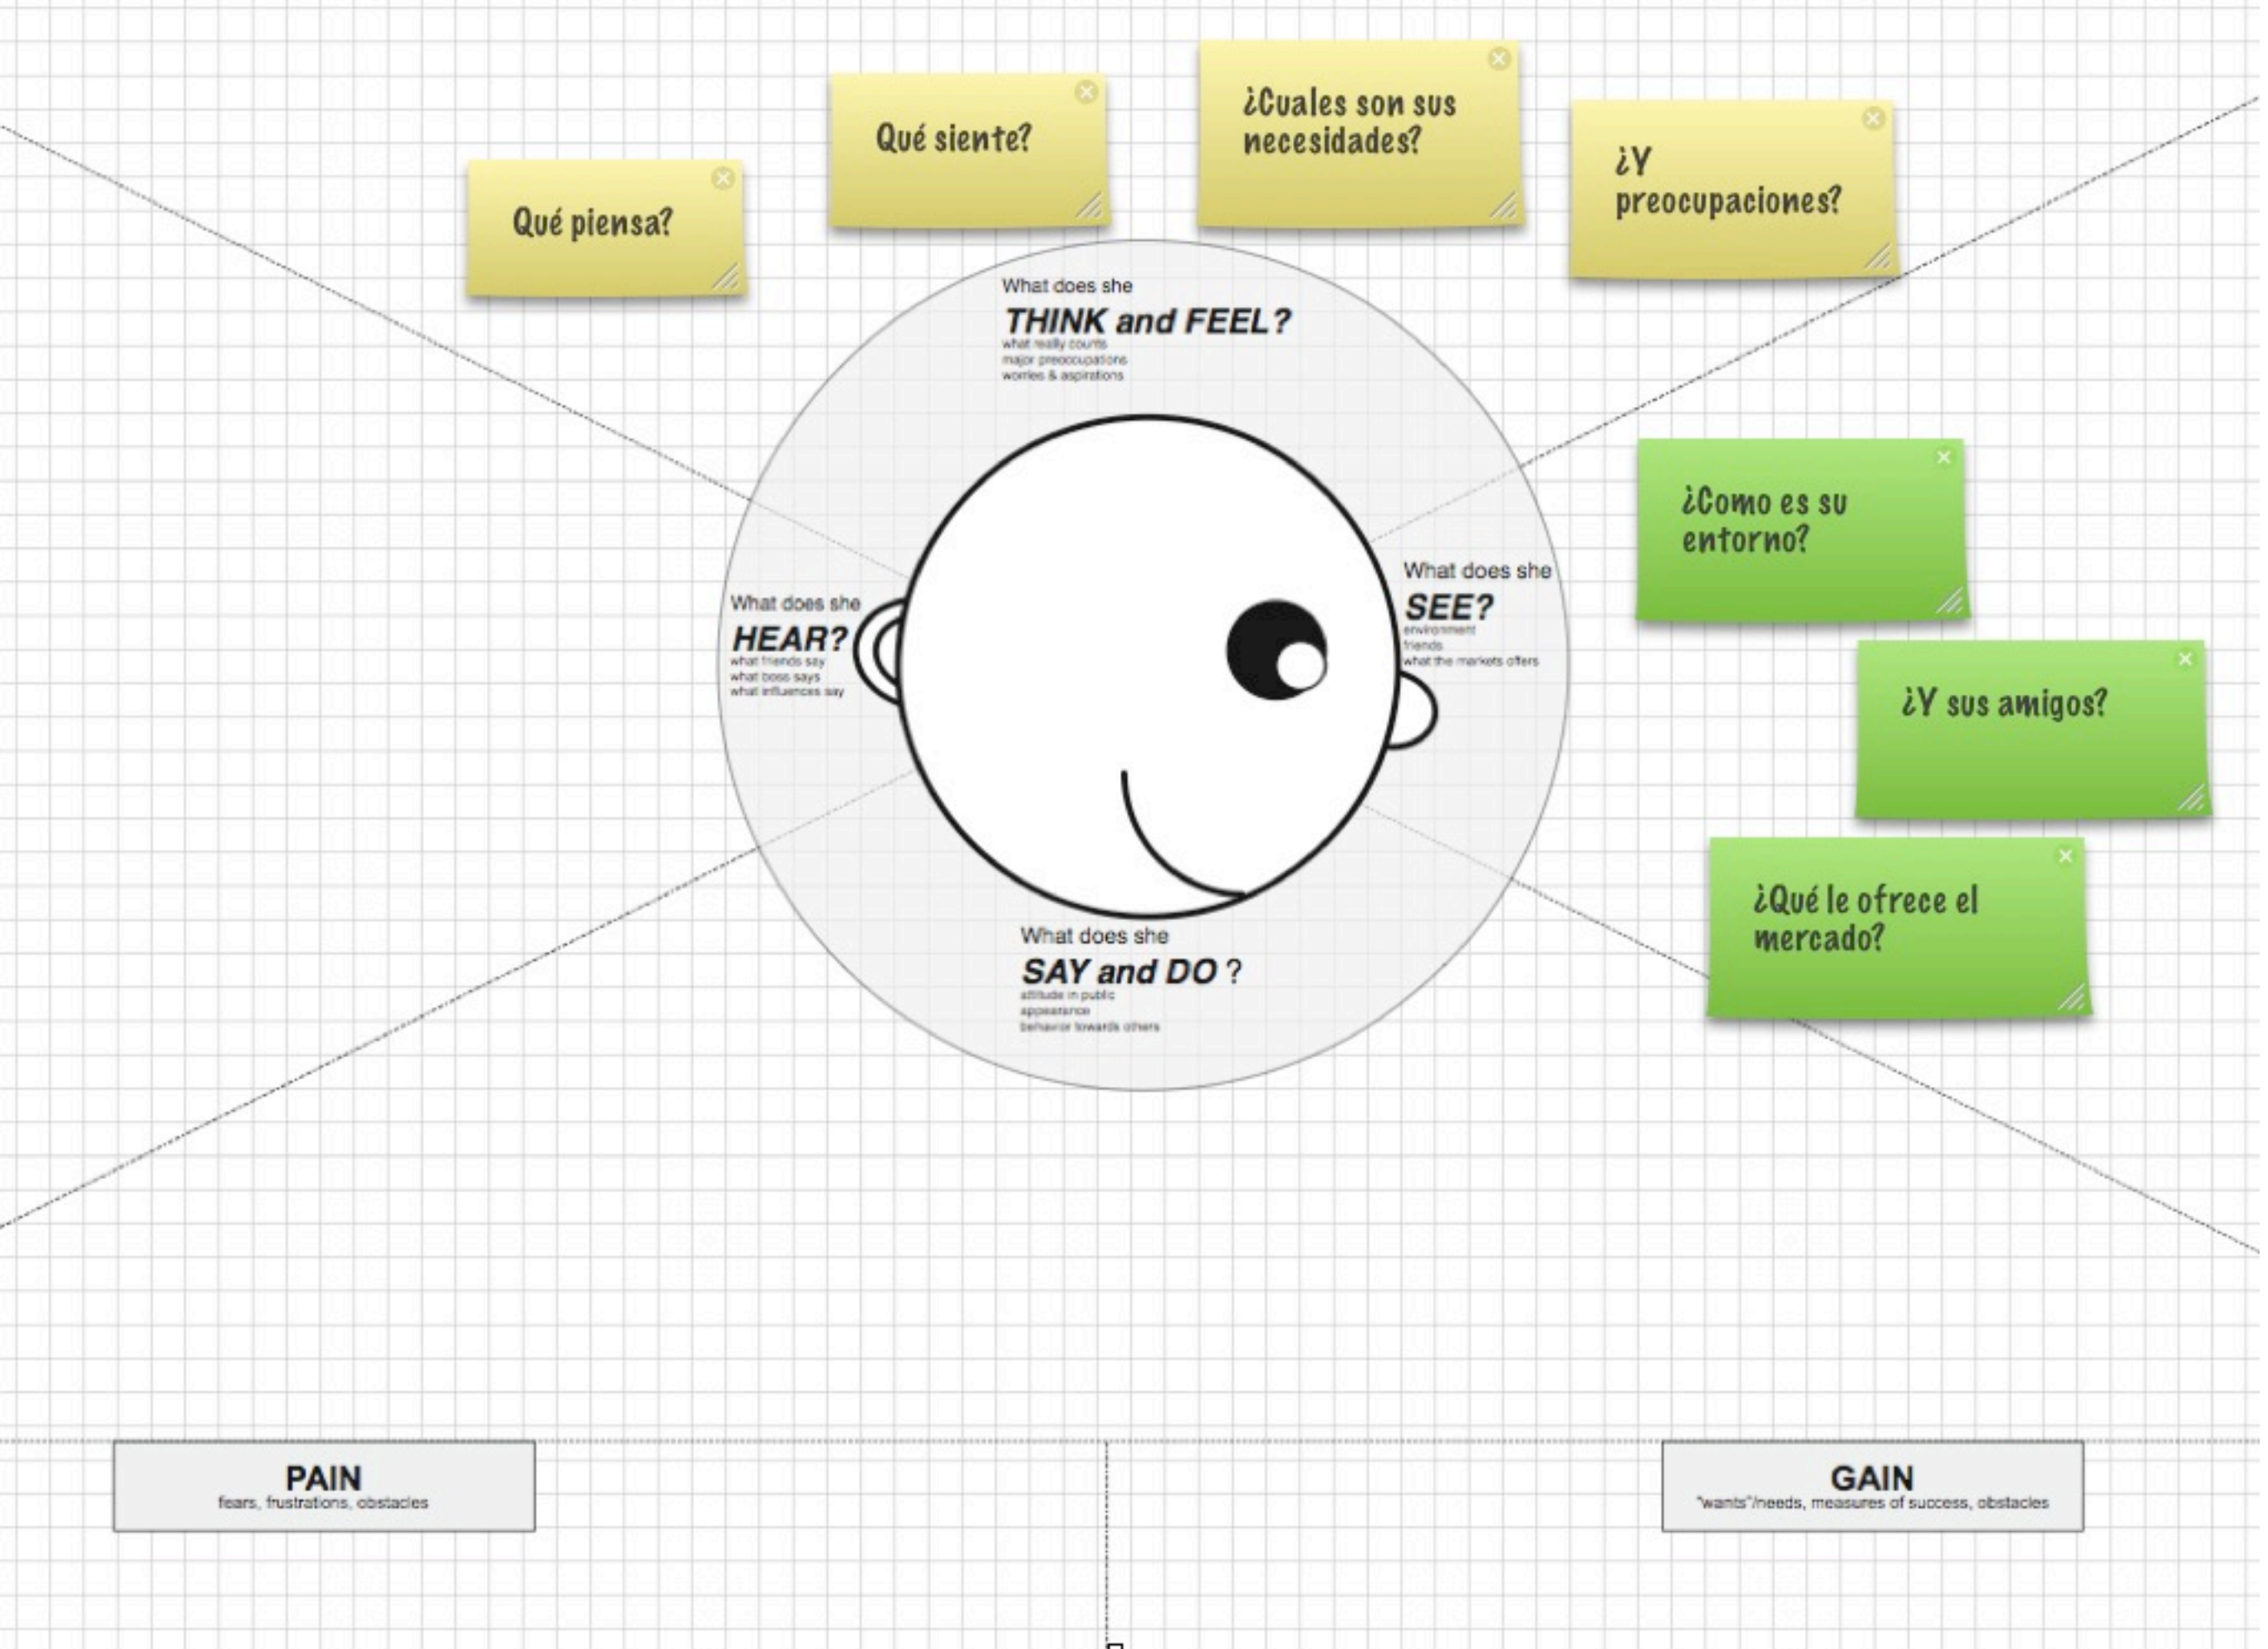 Qué piensa?
Qué siente?
¿Cuales son sus
necesidades?
¿Y
preocupaciones?
What does she
THINK and FEEL?
what really counts
major preoccupations
worries & aspirations
What does she
HEAR?
what friends say
what boss says
what influences say
What does she
SEE?
environment
friends
what the markets offers
¿Como es su
entorno?
¿Y sus amigos?
¿Qué le ofrece el
mercado?
What does she
SAY and DO ?
attitude in public
appearance
behavior towards others
PAIN
fears, frustrations, obstacles
GAIN
"wants"/needs, measures of success, obstacles